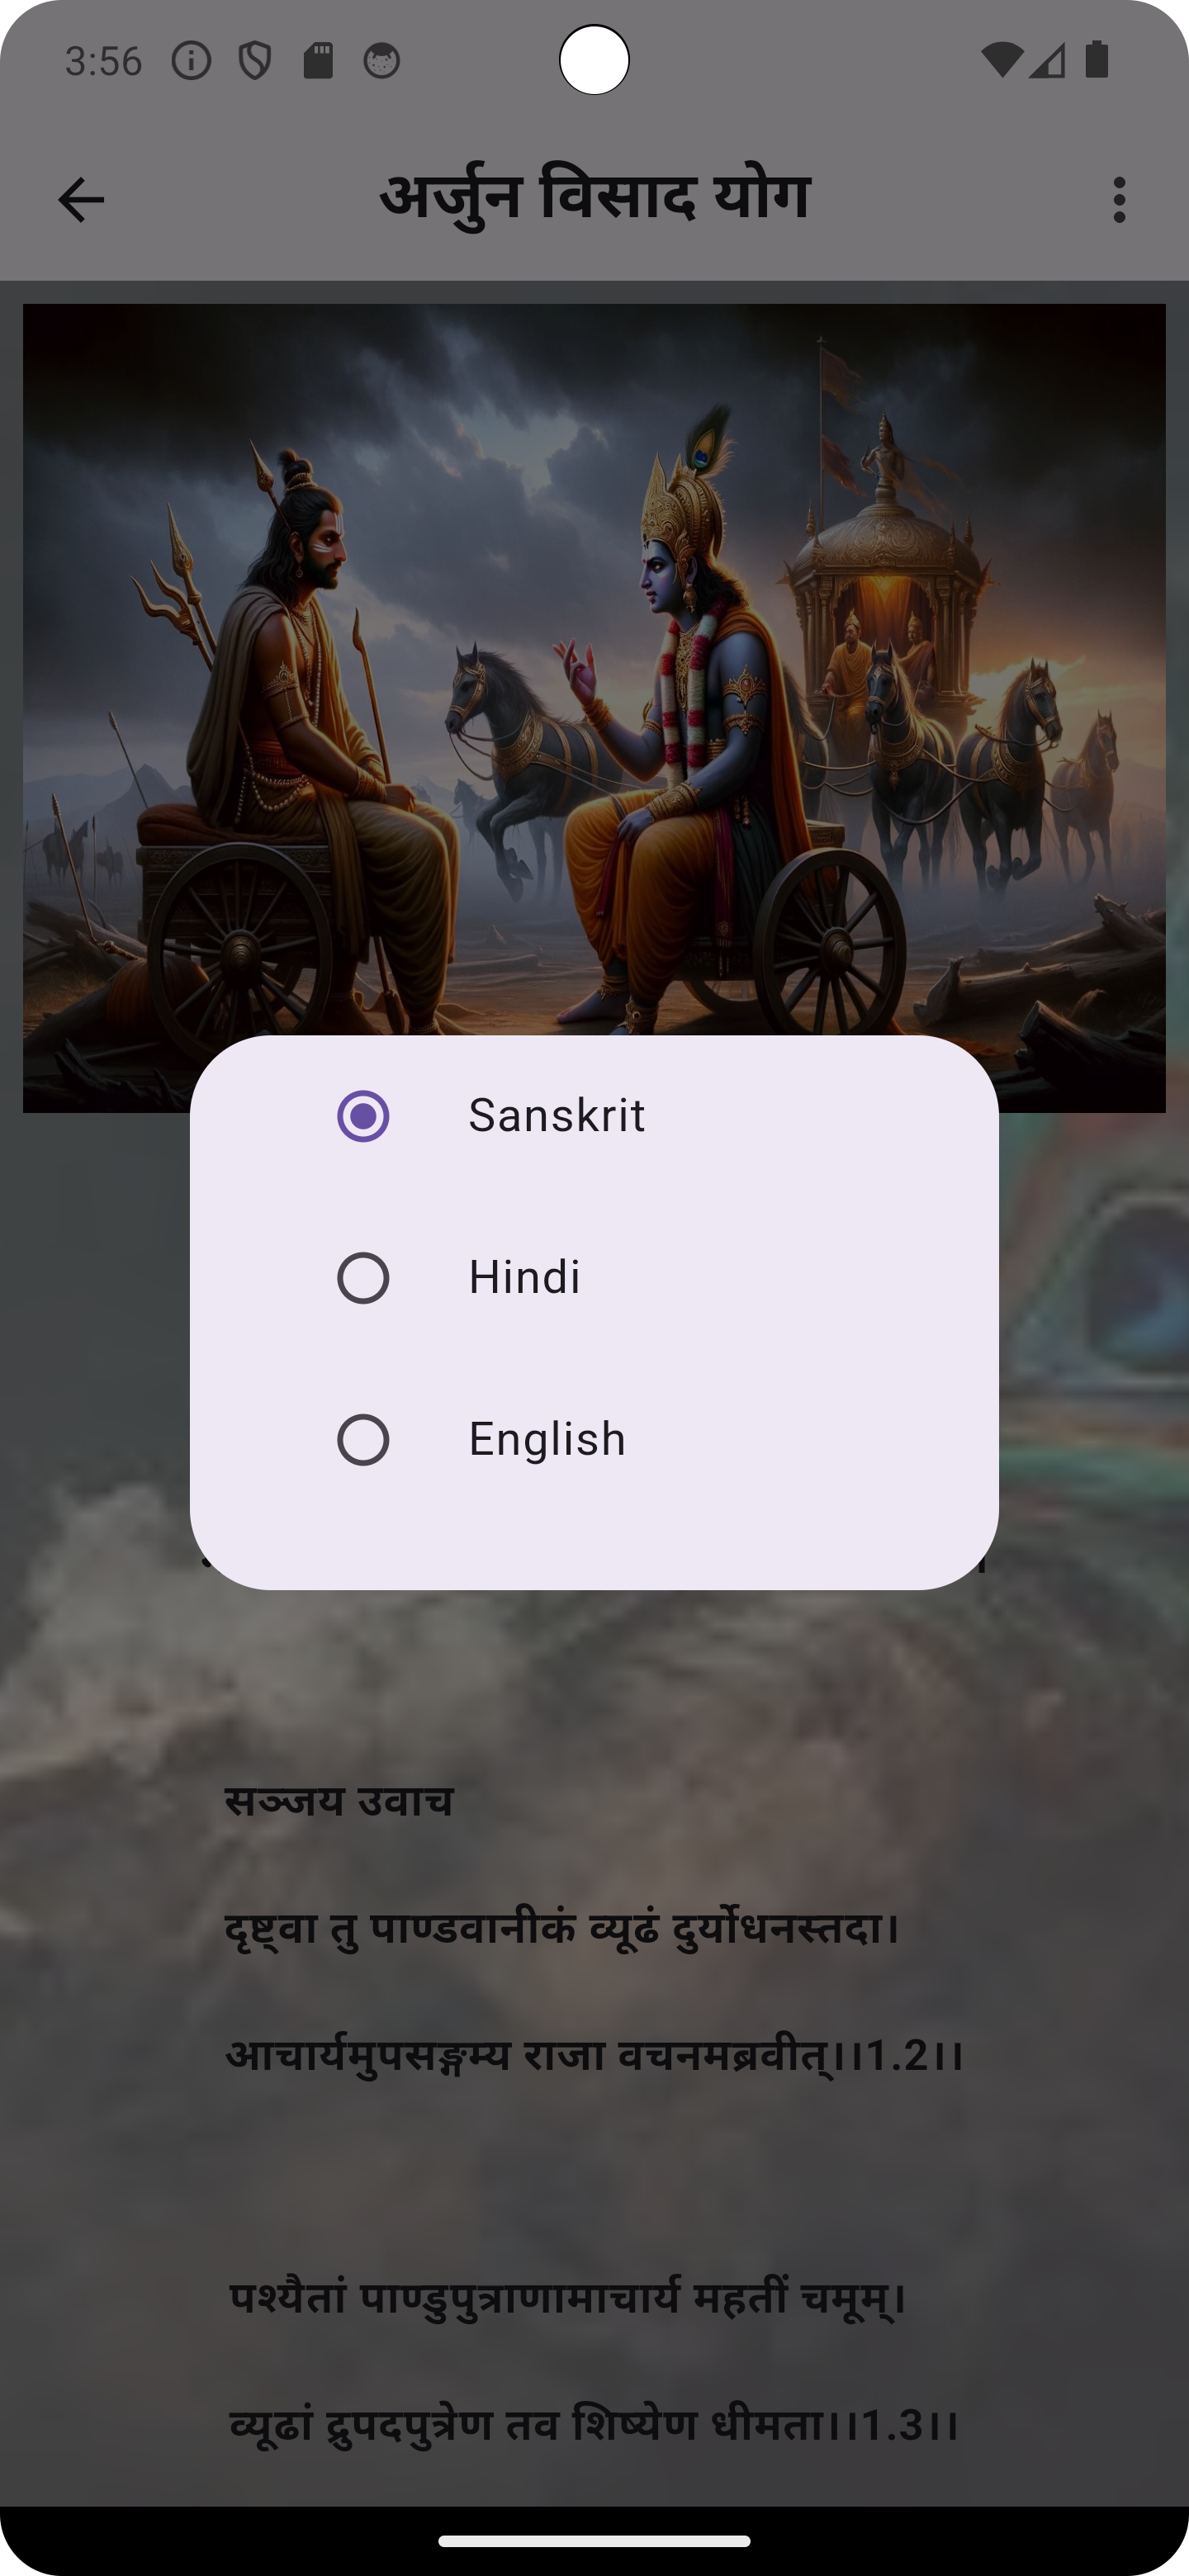 3:56
अर्जुन विसाद योग
Sanskrit
Hindi
English
सञ्जय उवाच
दृष्ट्वा तु पाण्डवानीकं व्यूढं दुर्योधनस्तदा।
आचार्यमुपसङ्गम्य राजा वचनमब्रवीत्।।1.2।।
पश्यैतां पाण्डुपुत्राणामाचार्य महतीं चमूम्।
व्यूढां द्रुपदपुत्रेण तव शिष्येण धीमता।।1.3।।